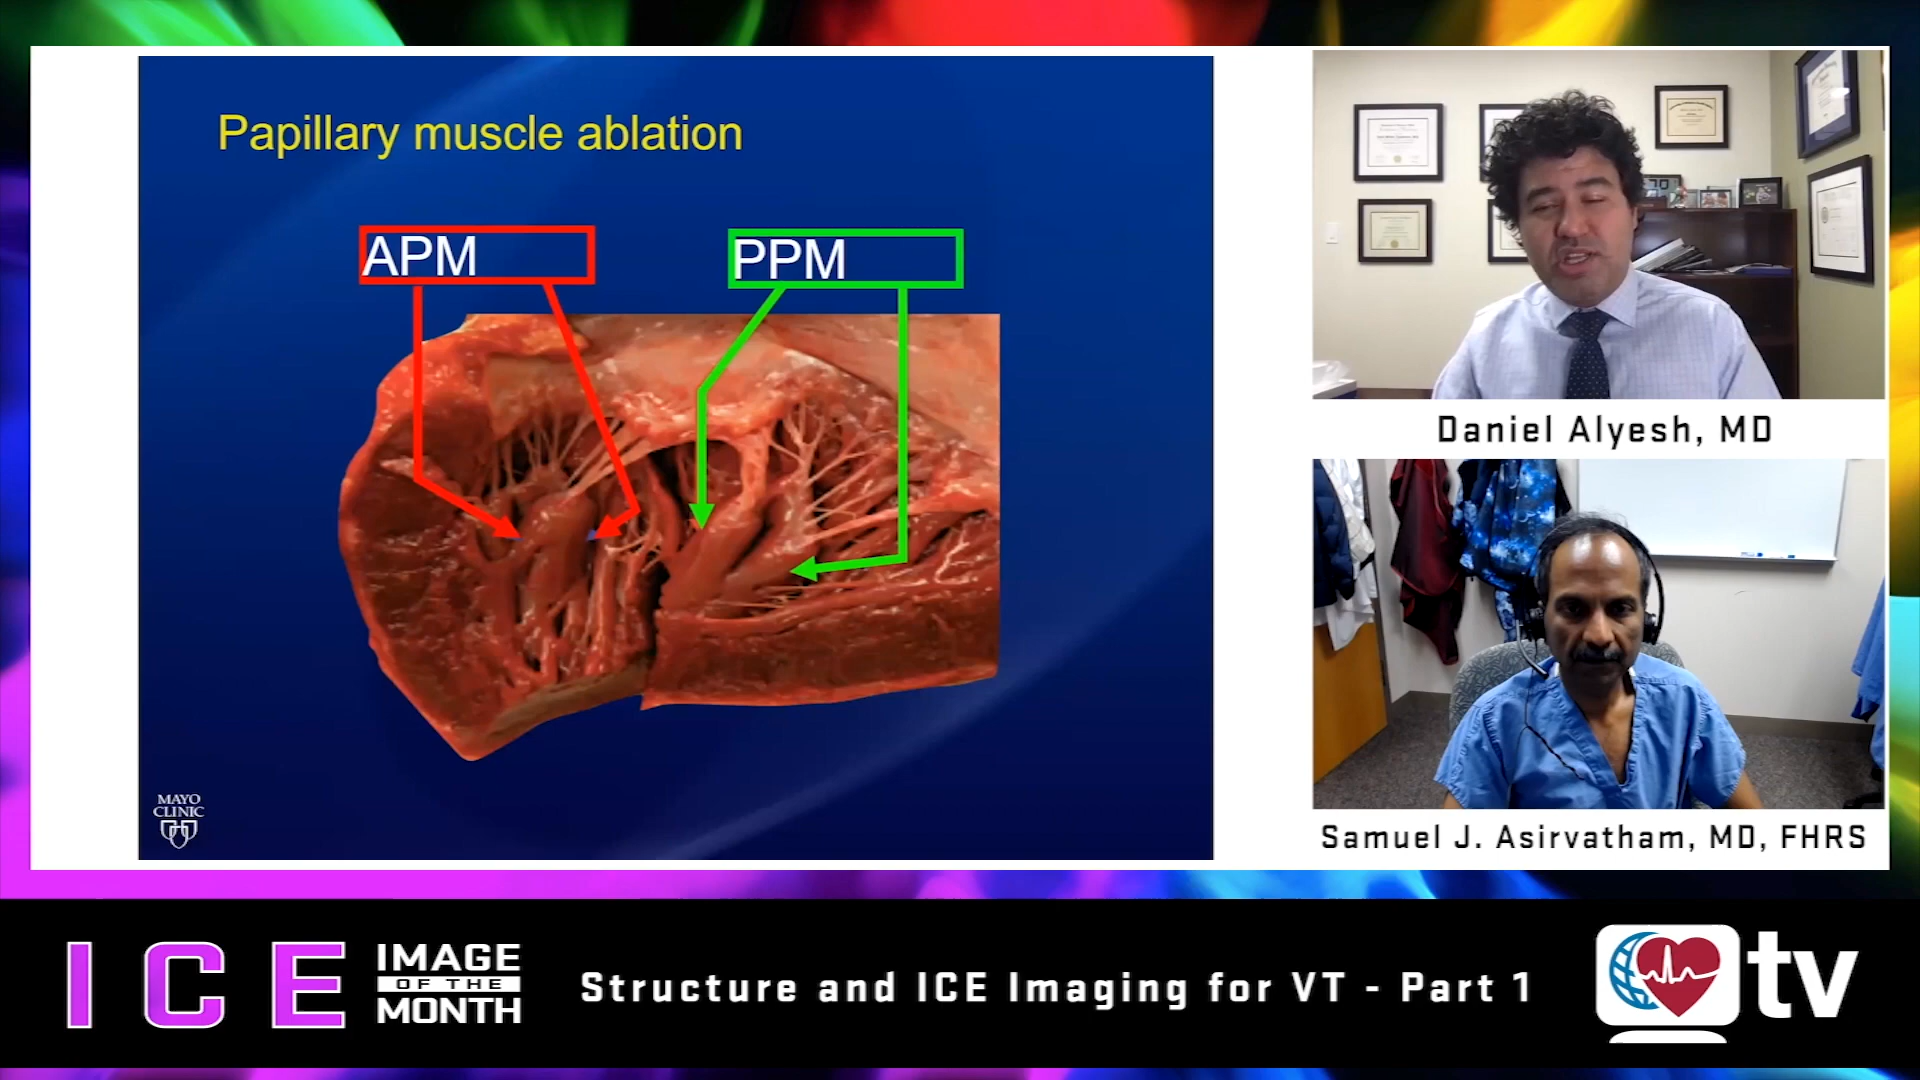 Papillary muscle ablation
APM
PPM
MAYO
CLINIC
Daniel Alyesh, MD
Samuel J. Asirvatham, MD, FHRS
ICE
IMAGE
OF THE
MONTH
Structure and ICE Imaging for VT - Part 1
tv